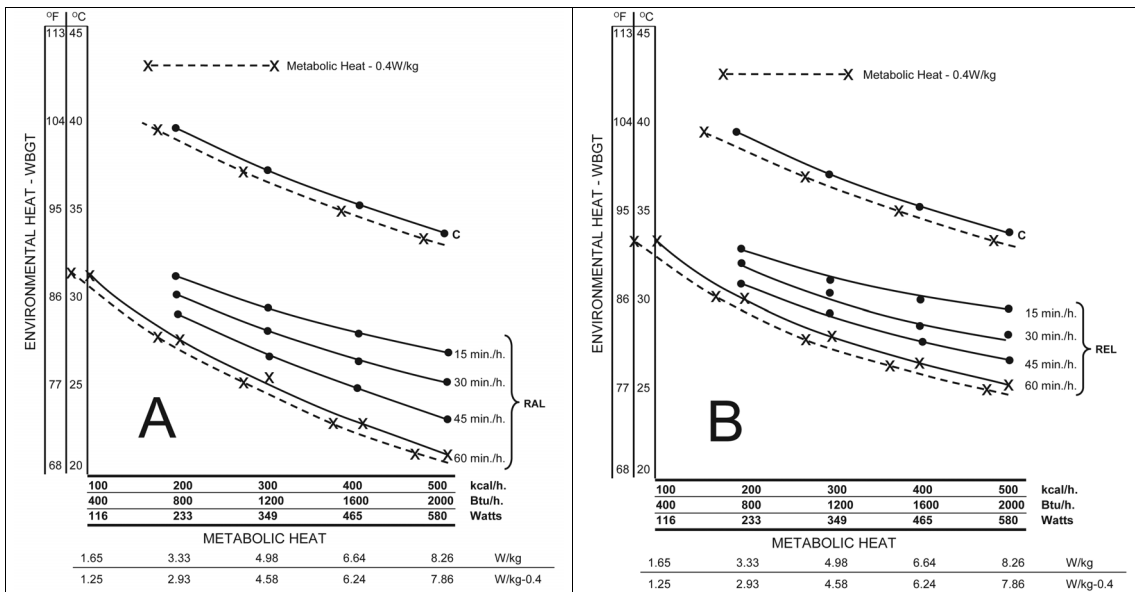 °F °C
113 45
X X Metabolic Heat - 0.4W/kg
104 40
95 35
C
86 30
77 25
68 20
ENVIRONMENTAL HEAT - WBGT
15 min./h.
30 min./h.
45 min./h.
60 min./h.
RAL
A
100 200 300 400 500 kcal/h.
400 800 1200 1600 2000 Btu/h.
116 233 349 465 580 Watts
METABOLIC HEAT
1.65 3.33 4.98 6.64 8.26 W/kg
1.25 2.93 4.58 6.24 7.86 W/kg-0.4
°F °C
113 45
X X Metabolic Heat - 0.4W/kg
104 40
95 35
C
86 30
77 25
68 20
ENVIRONMENTAL HEAT - WBGT
15 min./h.
30 min./h.
45 min./h.
60 min./h.
REL
B
100 200 300 400 500 kcal/h.
400 800 1200 1600 2000 Btu/h.
116 233 349 465 580 Watts
METABOLIC HEAT
1.65 3.33 4.98 6.64 8.26 W/kg
1.25 2.93 4.58 6.24 7.86 W/kg-0.4